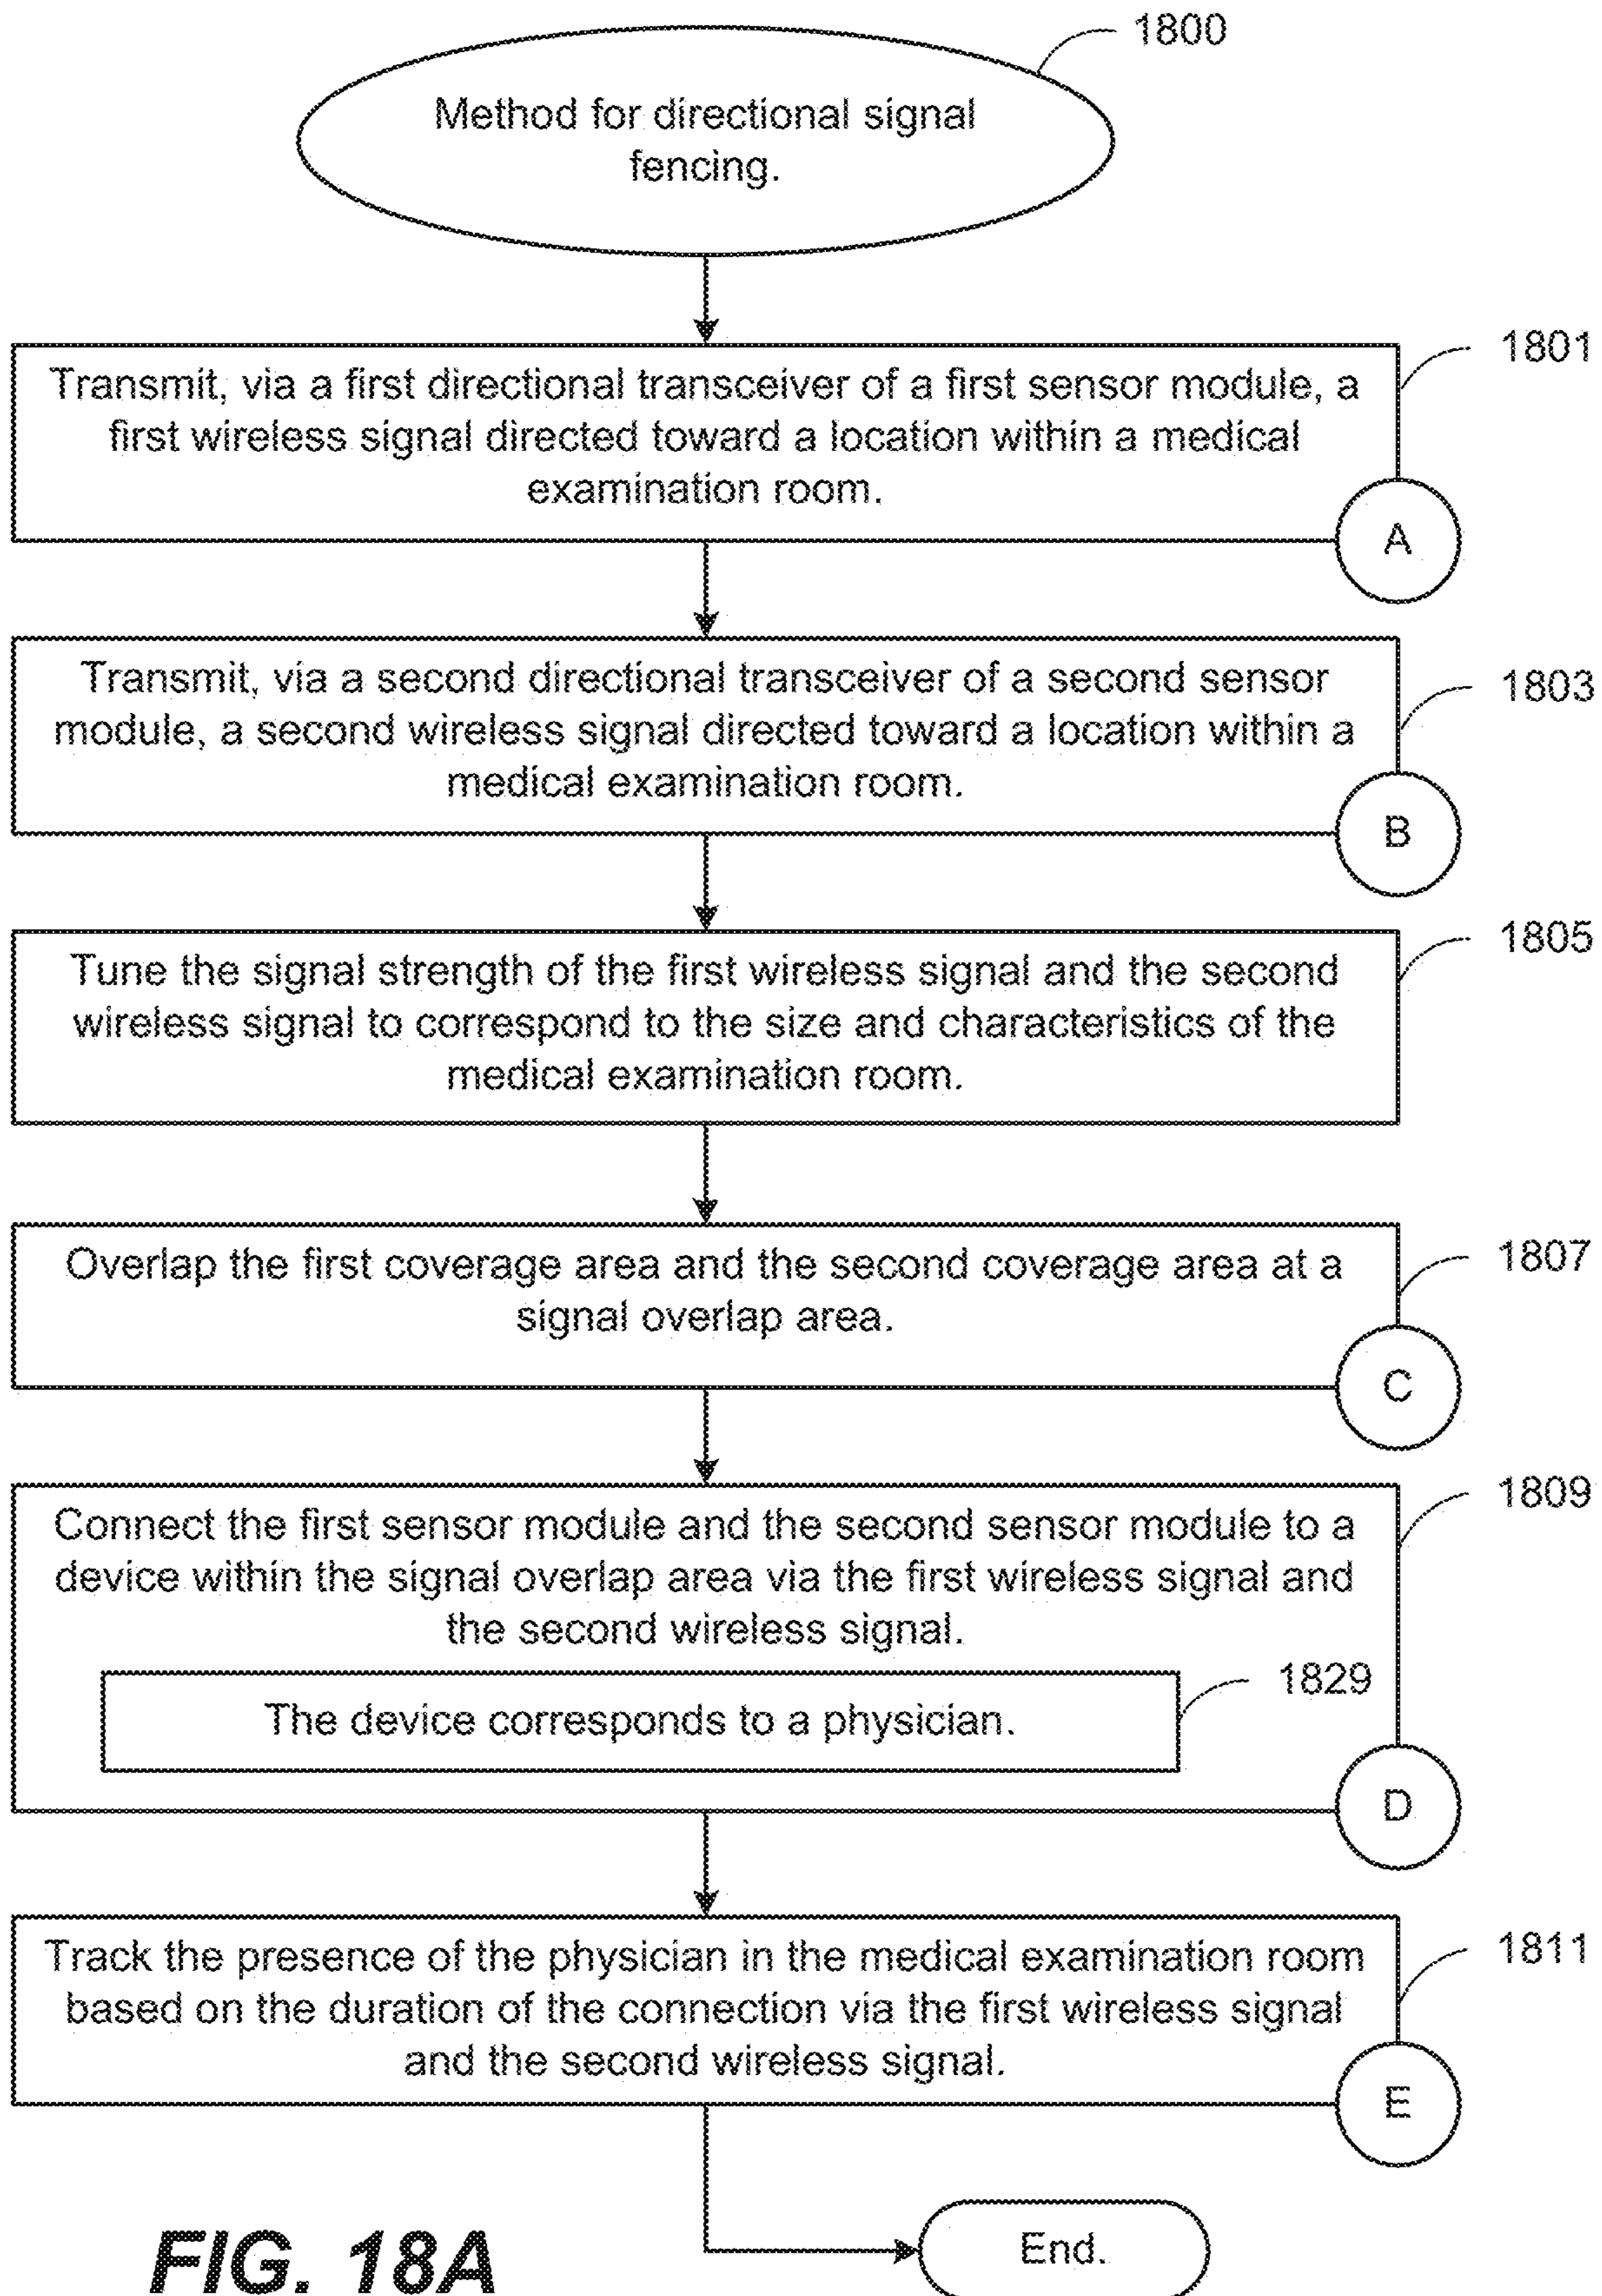 1800
Method for directional signal
fencing.
1801
Transmit, via a first directional transceiver of a first sensor module, a
first wireless signal directed toward a location within a medical
examination room.
A
1803
Transmit, via a second directional transceiver of a second sensor
module, a second wireless signal directed toward a location within a
medical examination room.
B
1805
Tune the signal strength of the first wireless signal and the second
wireless signal to correspond to the size and characteristics of the
medical examination room.
1807
Overlap the first coverage area and the second coverage area at a
signal overlap area.
C
1809
Connect the first sensor module and the second sensor module to a
device within the signal overlap area via the first wireless signal and
the second wireless signal.
1829
The device corresponds to a physician.
D
1811
Track the presence of the physician in the medical examination room
based on the duration of the connection via the first wireless signal
and the second wireless signal.
E
End.
FIG. 18A